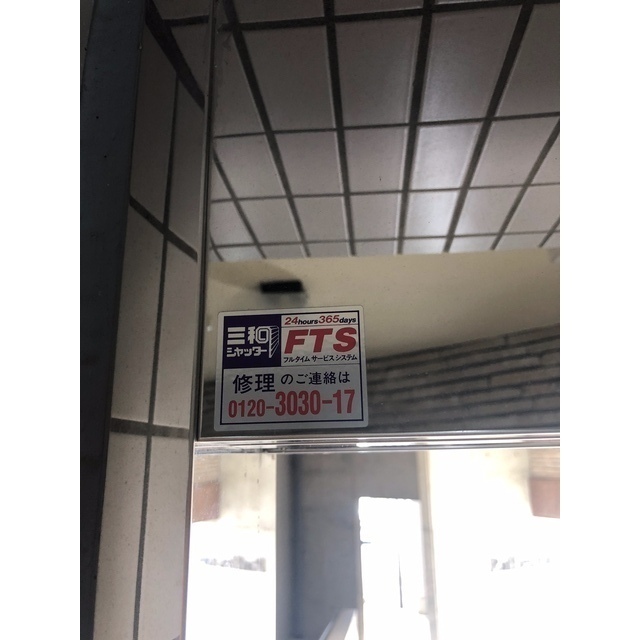 三和
シャッター
24hours365days
FTS
フルタイム サービス システム
修理のご連絡は
0120-3030-17